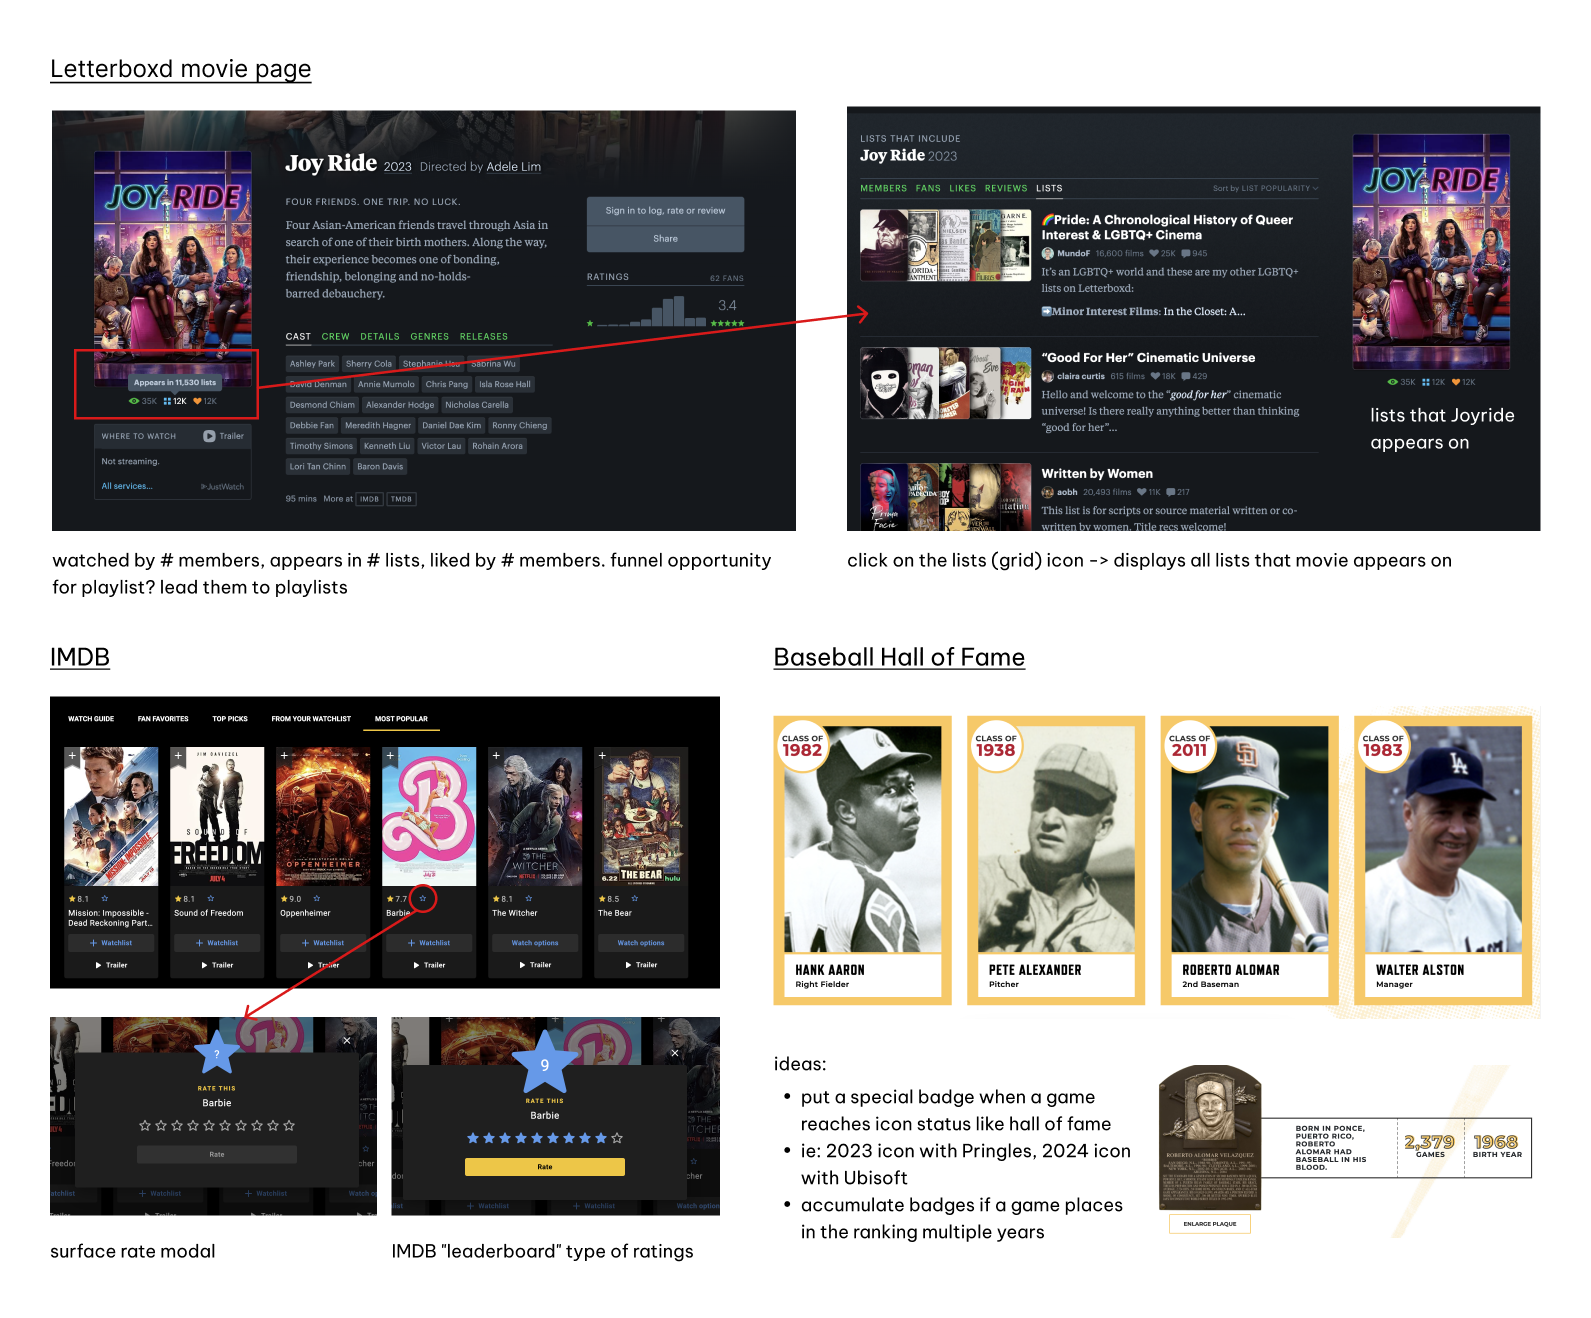 Letterboxd movie page
JOY RIDE
Appears in 11,530 lists
35K 12K 12K
WHERE TO WATCH Trailer
Not streaming.
All services... JustWatch
Joy Ride 2023 Directed by Adele Lim
FOUR FRIENDS. ONE TRIP. NO LUCK.
Four Asian-American friends travel through Asia in
search of one of their birth mothers. Along the way,
their experience becomes one of bonding,
friendship, belonging and no-holds-
barred debauchery.
CAST CREW DETAILS GENRES RELEASES
Ashley Park Sherry Cola Stephanie Hsu Sabrina Wu
David Denman Annie Mumolo Chris Pang Isla Rose Hall
Desmond Chiam Alexander Hodge Nicholas Carella
Debbie Fan Meredith Hagner Daniel Dae Kim Ronny Chieng
Timothy Simons Kenneth Liu Victor Lau Rohain Arora
Lori Tan Chinn Baron Davis
95 mins More at IMDB TMDB
Sign in to log, rate or review
Share
RATINGS 62 FANS
3.4
watched by # members, appears in # lists, liked by # members. funnel opportunity
for playlist? lead them to playlists
LISTS THAT INCLUDE
Joy Ride 2023
MEMBERS FANS LIKES REVIEWS LISTS Sort by LIST POPULARITY
🌈Pride: A Chronological History of Queer
Interest & LGBTQ+ Cinema
MundoF 16,600 films 25K 945
It's an LGBTQ+ world and these are my other LGBTQ+
lists on Letterboxd:
➡️Minor Interest Films: In the Closet: A...
"Good For Her" Cinematic Universe
claira curtis 615 films 18K 429
Hello and welcome to the "good for her" cinematic
universe! Is there really anything better than thinking
"good for her"...
Written by Women
aobh 20,493 films 11K 217
This list is for scripts or source material written or co-
written by women. Title recs welcome!
JOY RIDE
35K 12K 12K
lists that Joyride
appears on
click on the lists (grid) icon -> displays all lists that movie appears on
IMDB
WATCH GUIDE FAN FAVORITES TOP PICKS FROM YOUR WATCHLIST MOST POPULAR
JIM CAVIEZEL
SOUND OF
FREEDOM
JULY 4
OPPENHEIMER
THE
WITCHER
6.22 THE BEAR hulu
8.1 8.1 9.0 7.7 8.1 8.5
Mission: Impossible - Sound of Freedom Oppenheimer Barbie The Witcher The Bear
Dead Reckoning Part...
+ Watchlist + Watchlist + Watchlist + Watchlist Watch options Watch options
Trailer Trailer Trailer Trailer Trailer Trailer
?
RATE THIS
Barbie
Rate
surface rate modal
9
RATE THIS
Barbie
Rate
IMDB "leaderboard" type of ratings
Baseball Hall of Fame
CLASS OF
1982
HANK AARON
Right Fielder
CLASS OF
1938
PETE ALEXANDER
Pitcher
CLASS OF
2011
ROBERTO ALOMAR
2nd Baseman
CLASS OF
1983
WALTER ALSTON
Manager
ideas:
• put a special badge when a game
reaches icon status like hall of fame
• ie: 2023 icon with Pringles, 2024 icon
with Ubisoft
• accumulate badges if a game places
in the ranking multiple years
ROBERTO ALOMAR VELAZQUEZ
ENLARGE PLAQUE
BORN IN PONCE,
PUERTO RICO,
ROBERTO
ALOMAR HAD
BASEBALL IN HIS
BLOOD.
2,379
GAMES
1968
BIRTH YEAR